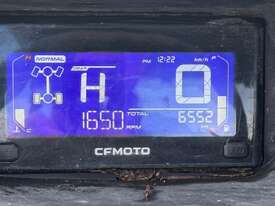 NORMAL
PM 12:22 km/h
H 0
1650 RPM TOTAL 6552
CFMOTO